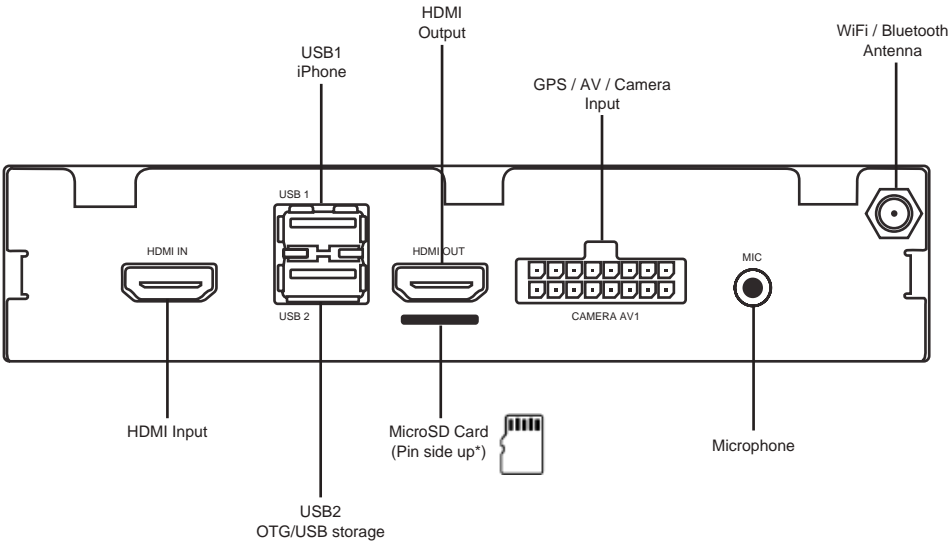 HDMI
Output
WiFi / Bluetooth
Antenna
USB1
iPhone
GPS / AV / Camera
Input
USB 1
HDMI IN
HDMI OUT
MIC
USB 2
CAMERA AV1
HDMI Input
MicroSD Card
(Pin side up*)
Microphone
USB2
OTG/USB storage